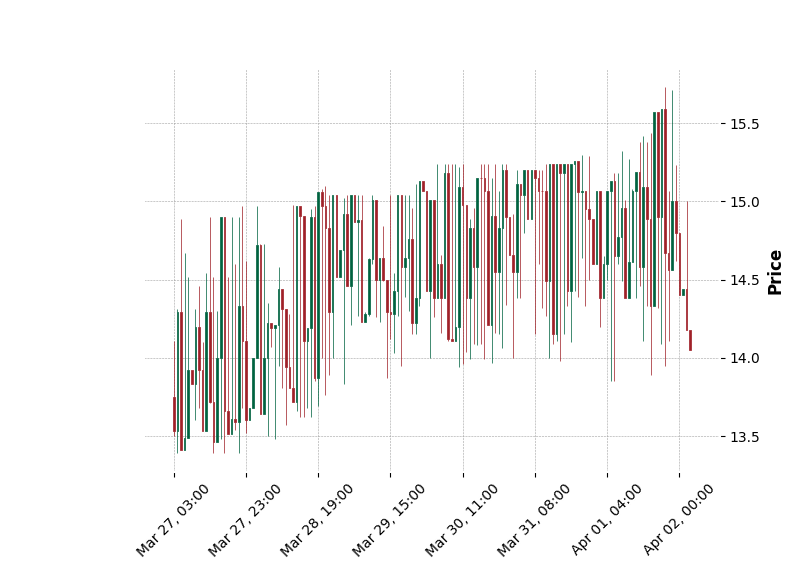 15.5
15.0
14.5
14.0
13.5
Price
Mar 27, 03:00
Mar 27, 23:00
Mar 28, 19:00
Mar 29, 15:00
Mar 30, 11:00
Mar 31, 08:00
Apr 01, 04:00
Apr 02, 00:00